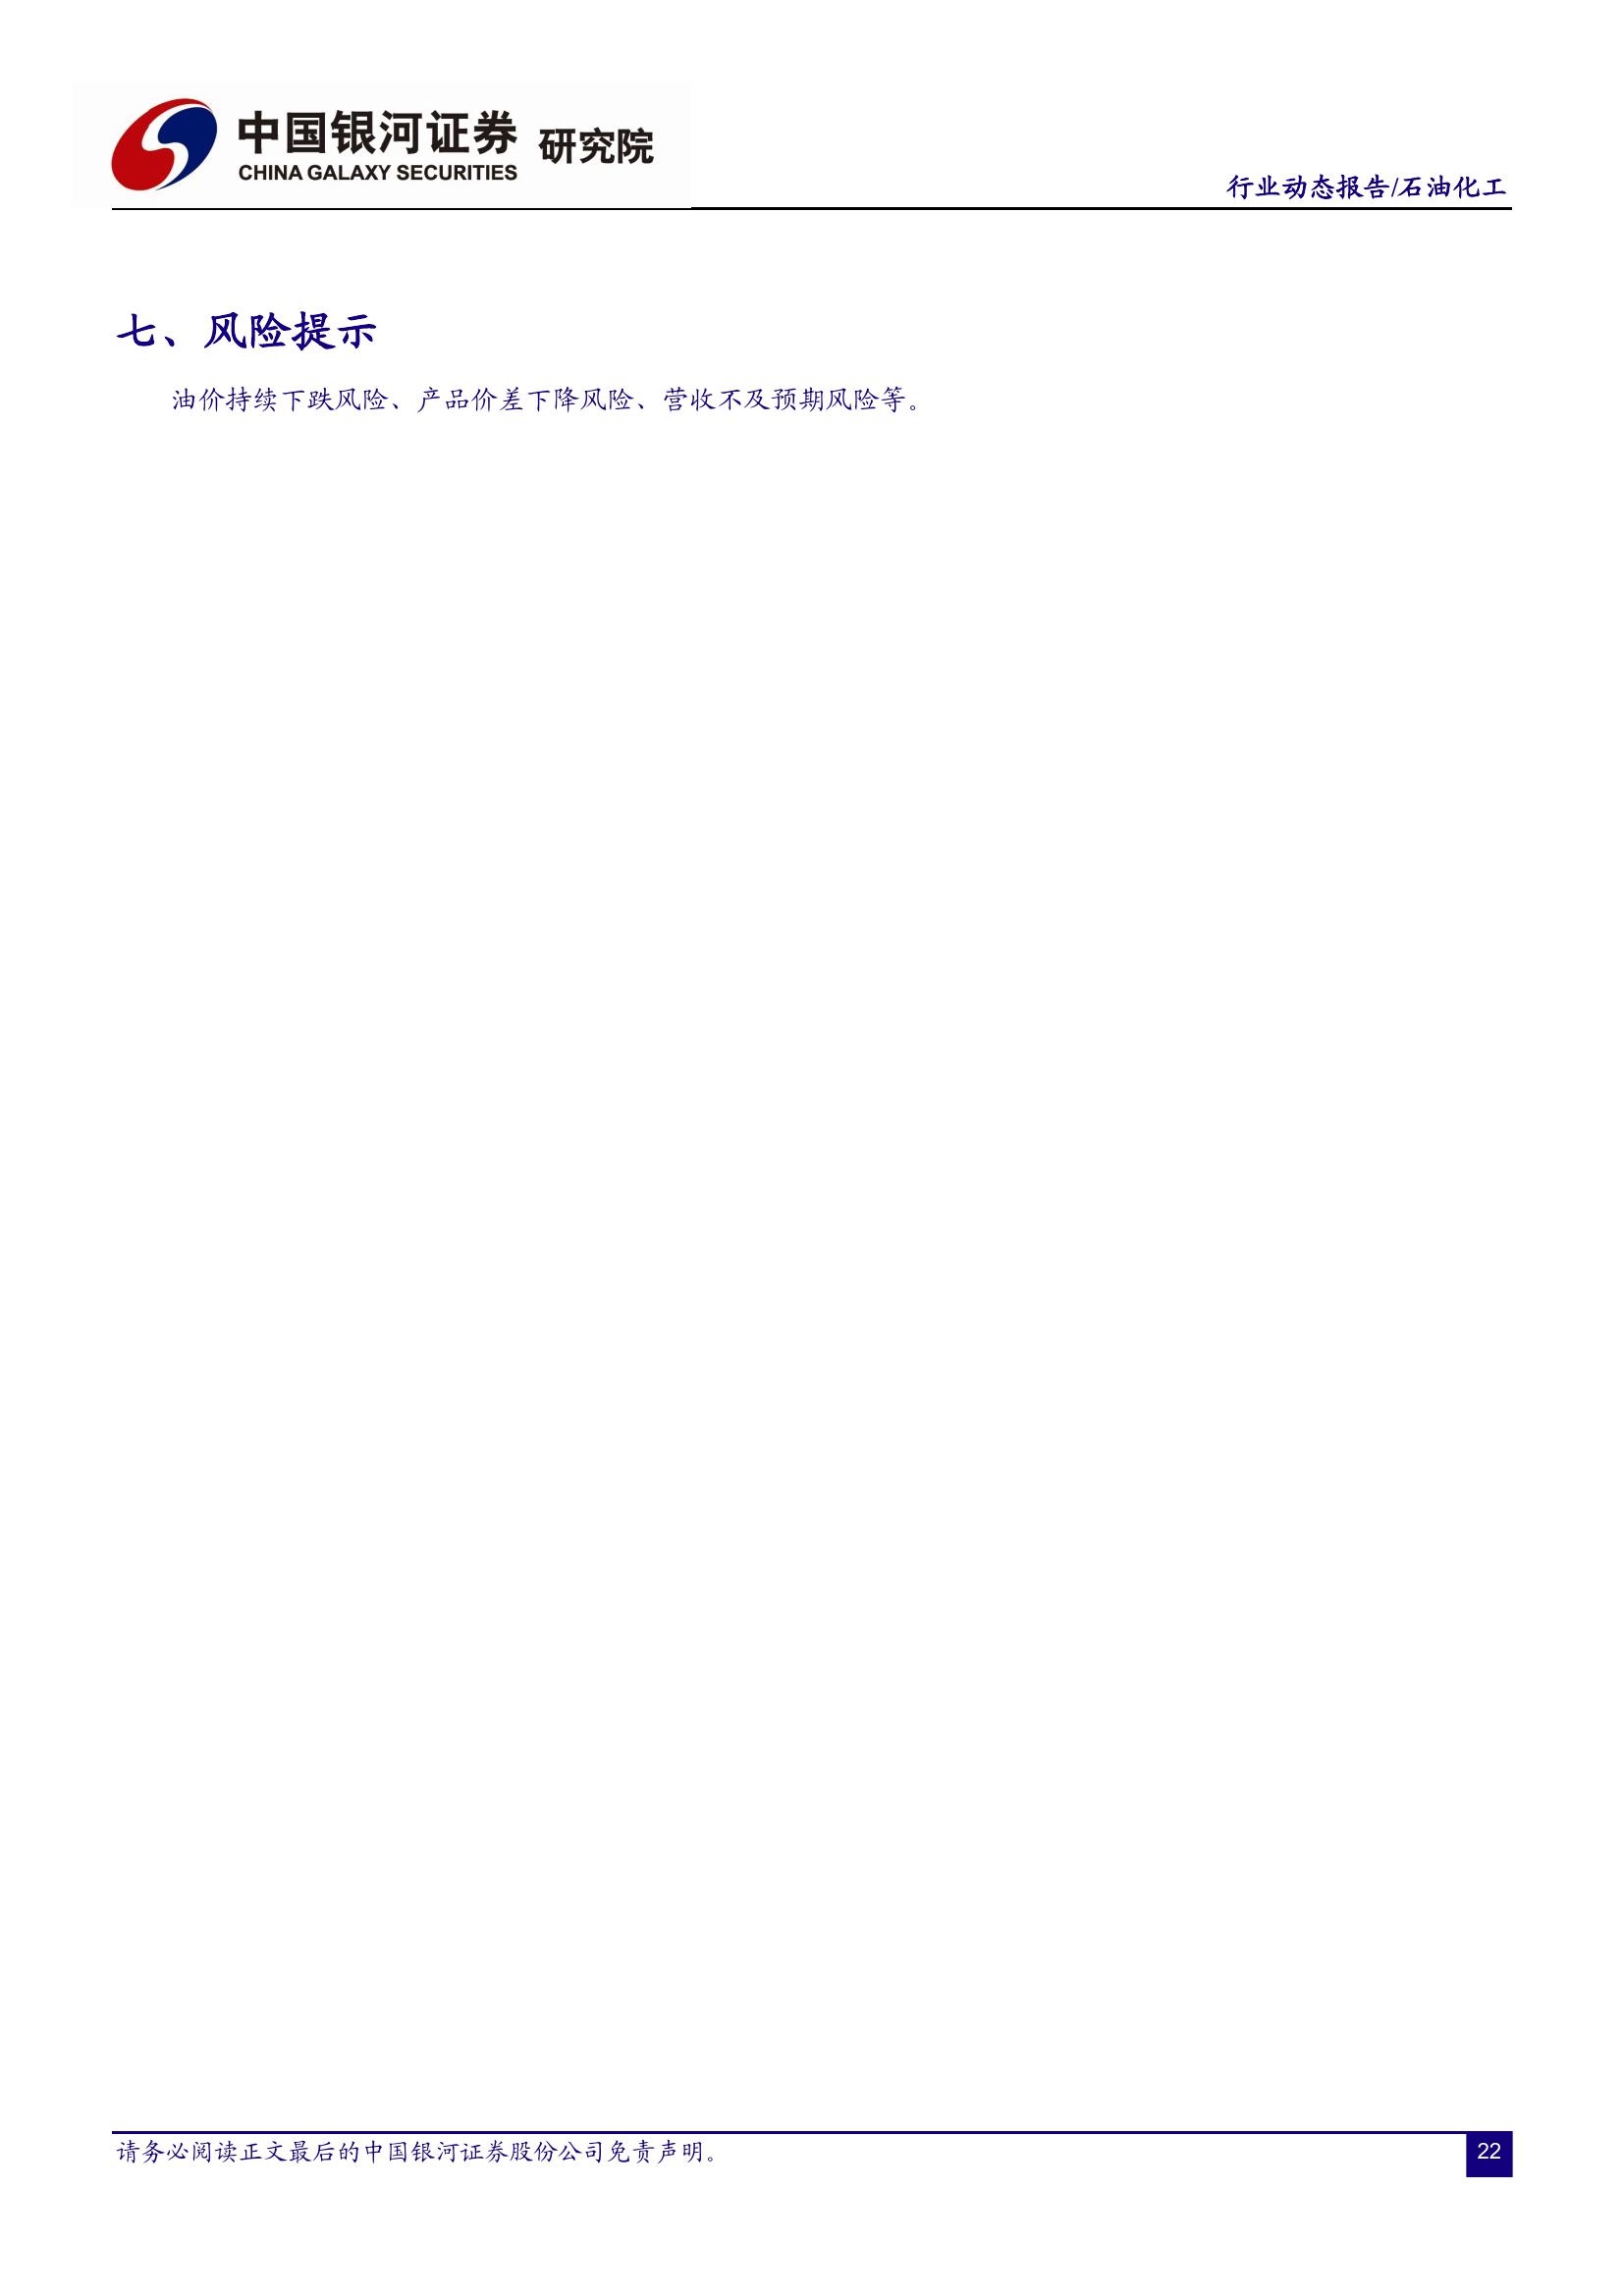 中国银河证券 研究院
CHINA GALAXY SECURITIES
行业动态报告/石油化工
七、风险提示
油价持续下跌风险、产品价差下降风险、营收不及预期风险等。
请务必阅读正文最后的中国银河证券股份公司免责声明。
22